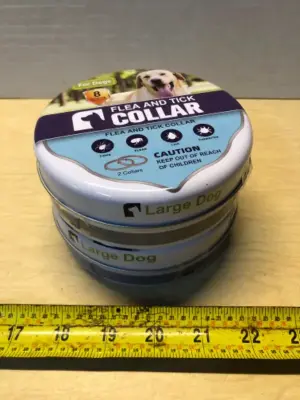 For Dogs
8
FLEA AND TICK
COLLAR
FLEA AND TICK COLLAR
CAUTION
KEEP OUT OF REACH
OF CHILDREN
2 Collars
Large Dog
Large Dog
17 18 19 20 21 22 23